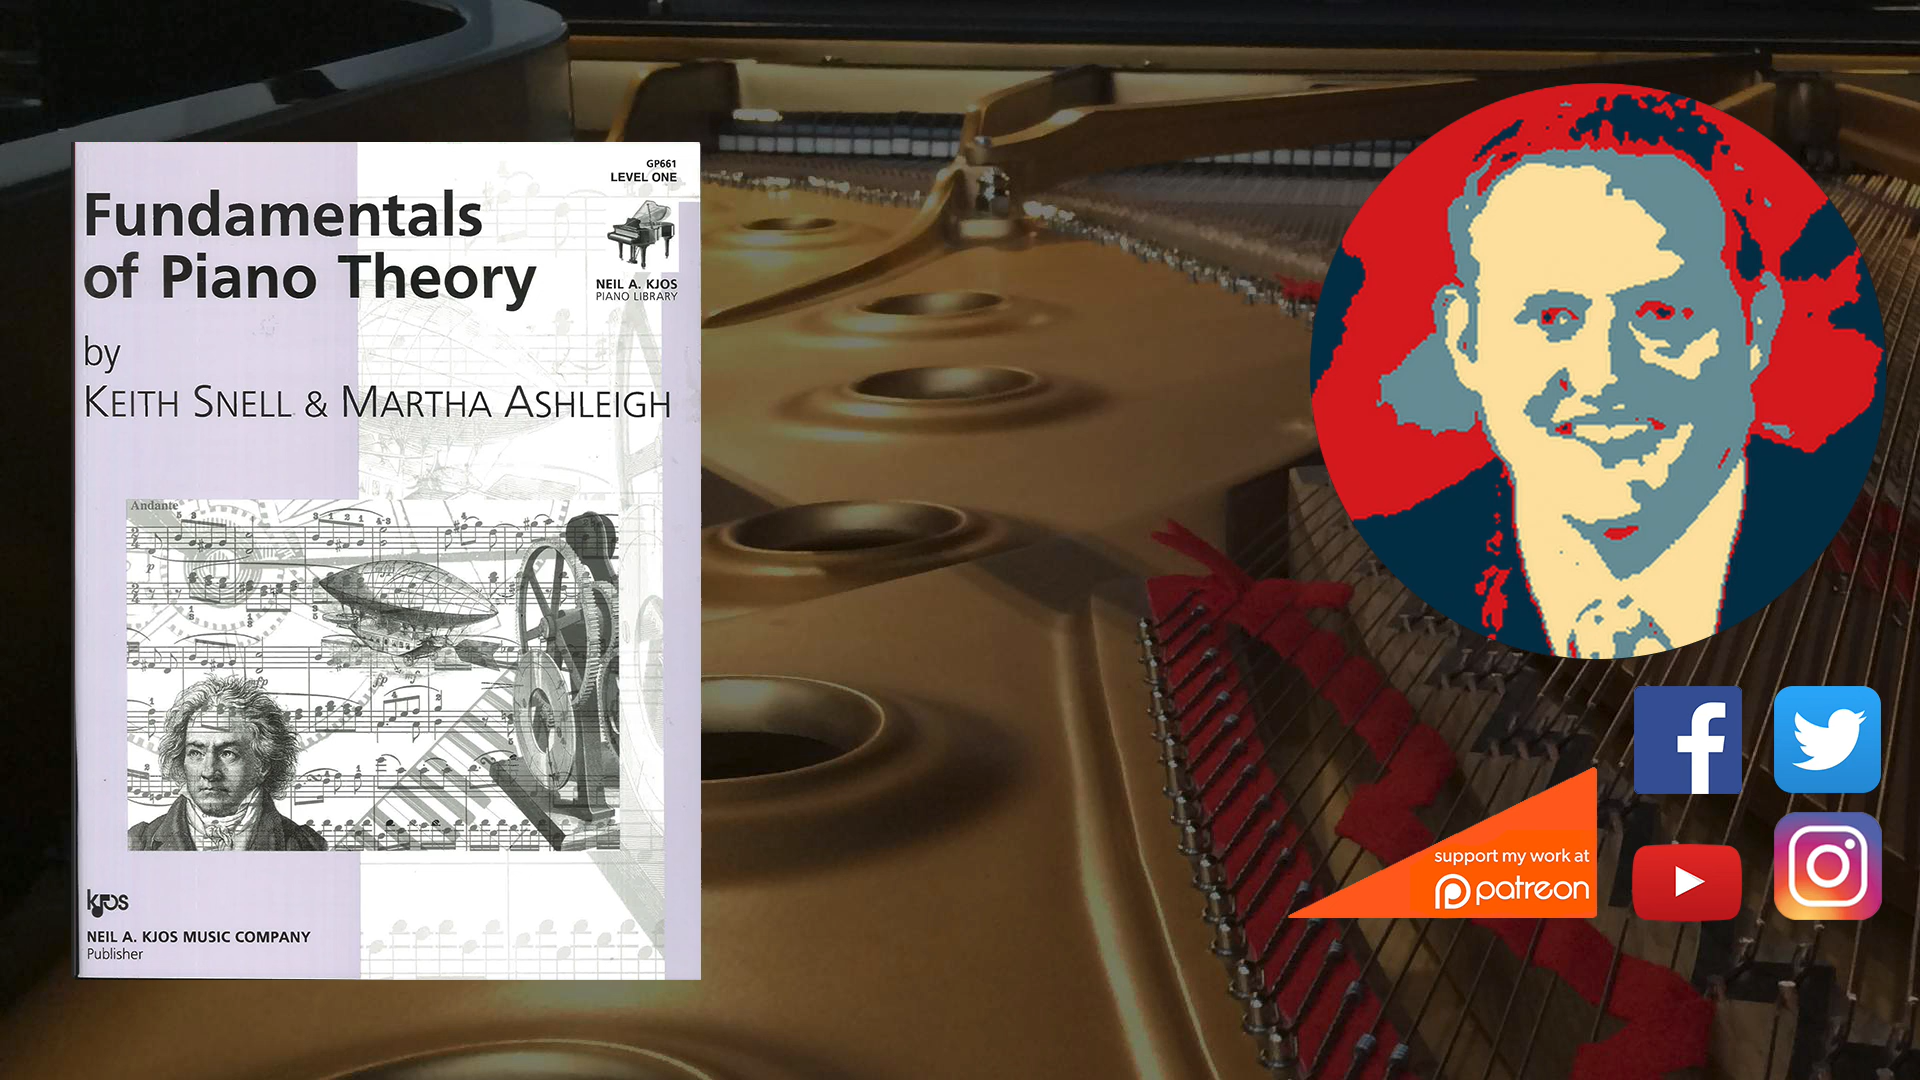 GP661
LEVEL ONE
Fundamentals
of Piano Theory
NEIL A. KJOS
PIANO LIBRARY
by
KEITH SNELL & MARTHA ASHLEIGH
Andante
kjos
NEIL A. KJOS MUSIC COMPANY
Publisher
support my work at
patreon